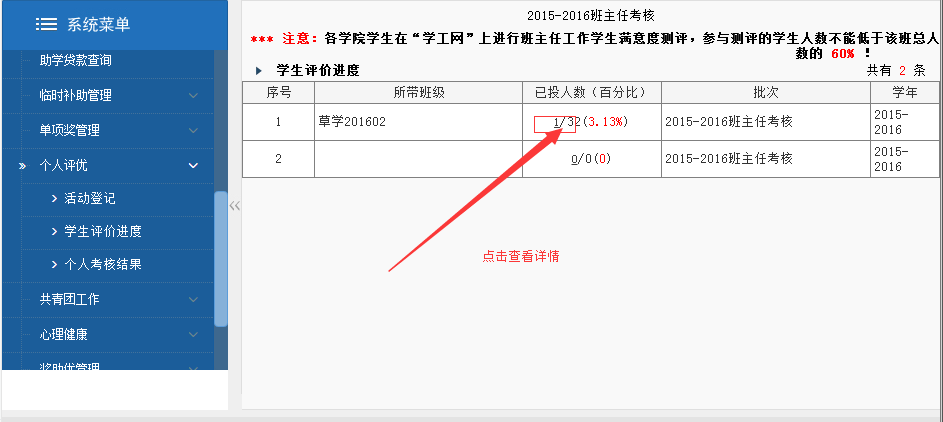 系统菜单
助学贷款查询
临时补助管理
单项奖管理
个人评优
活动登记
学生评价进度
个人考核结果
共青团工作
心理健康
奖助优管理
2015-2016班主任考核
*** 注意：各学院学生在“学工网”上进行班主任工作学生满意度测评，参与测评的学生人数不能低于该班总人
数的 60% ！
学生评价进度 共有 2 条
序号 所带班级 已投人数（百分比） 批次 学年
1 草学201602 1/32(3.13%) 2015-2016班主任考核 2015-
2016
2 0/0(0) 2015-2016班主任考核 2015-
2016
点击查看详情